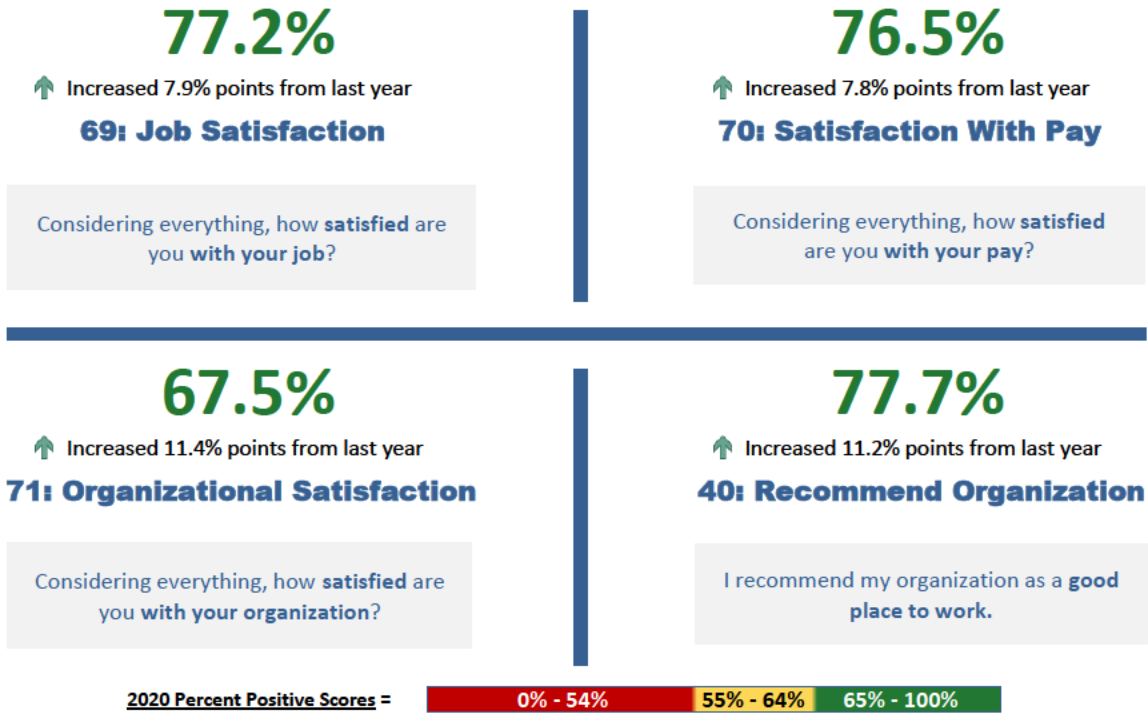 77.2%
Increased 7.9% points from last year
69: Job Satisfaction
Considering everything, how satisfied are
you with your job?
76.5%
Increased 7.8% points from last year
70: Satisfaction With Pay
Considering everything, how satisfied
are you with your pay?
67.5%
Increased 11.4% points from last year
71: Organizational Satisfaction
Considering everything, how satisfied are
you with your organization?
77.7%
Increased 11.2% points from last year
40: Recommend Organization
I recommend my organization as a good
place to work.
2020 Percent Positive Scores = 0% - 54% 55% - 64% 65% - 100%